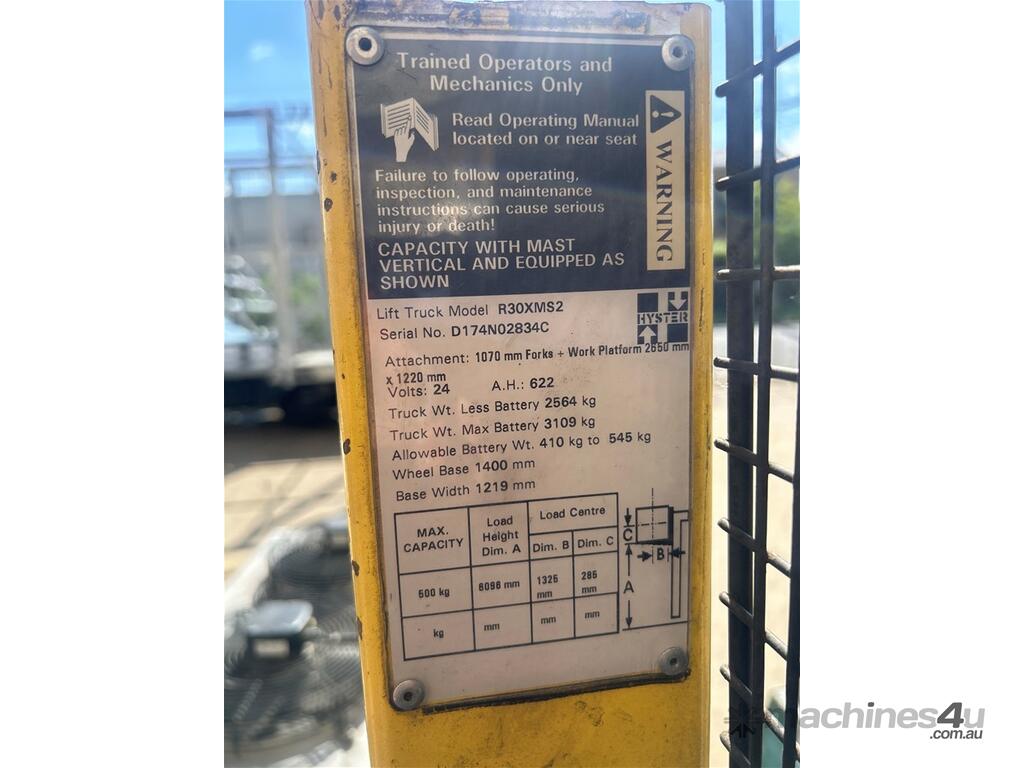 Trained Operators and
Mechanics Only
Read Operating Manual
located on or near seat
WARNING
Failure to follow operating,
inspection, and maintenance
instructions can cause serious
injury or death!
CAPACITY WITH MAST
VERTICAL AND EQUIPPED AS
SHOWN
Lift Truck Model R30XMS2
Serial No. D174N02834C
HYSTER
Attachment: 1070 mm Forks + Work Platform 2650 mm
x 1220 mm
Volts: 24 A.H.: 622
Truck Wt. Less Battery 2564 kg
Truck Wt. Max Battery 3109 kg
Allowable Battery Wt. 410 kg to 545 kg
Wheel Base 1400 mm
Base Width 1219 mm
MAX. CAPACITY Load Height Dim. A Load Centre
Dim. B Dim. C
500 kg 6096 mm 1325 mm 285 mm
kg mm mm mm
C
B
A
machines4u
.com.au